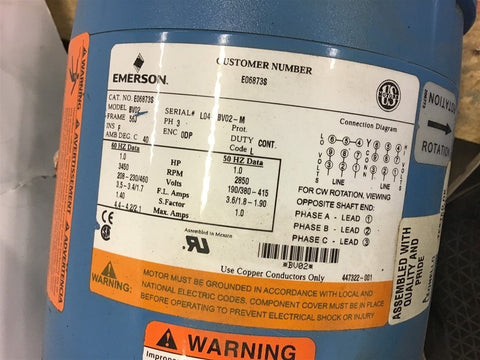 CUSTOMER NUMBER
E06873S
EMERSON.
US
CAT. NO. E06873S
MODEL BV02
SERIAL# L04- BV02-M
FRAME 56J
PH 3
Prot.
INS F
ENC ODP
DUTY CONT.
AMB DEG. C 40
Code L
60 HZ Data
50 HZ Data
1.0 HP 1.0
3450 RPM 2850
208-230/460 Volts 190/380-415
3.5-3.4/1.7 F.L. Amps 3.6/1.8-1.90
1.40 S.Factor
4.4-4.2/2.1 Max. Amps 1.0
Connection Diagram
LINE LINE
FOR CW ROTATION, VIEWING
OPPOSITE SHAFT END:
PHASE A - LEAD 1
PHASE B - LEAD 2
PHASE C - LEAD 3
Assembled in Mexico
*BV02*
Use Copper Conductors Only
447322-001
WARNING:
MOTOR MUST BE GROUNDED IN ACCORDANCE WITH LOCAL AND
NATIONAL ELECTRIC CODES. COMPONENT COVER MUST BE IN PLACE
BEFORE OPERATING TO PREVENT ELECTRICAL SHOCK OR INJURY
WARNING
WARNING
AVERTISSEMENT
ADVERTENCIA
ROTATION
ROTATION
ASSEMBLED WITH
QUALITY AND
PRIDE